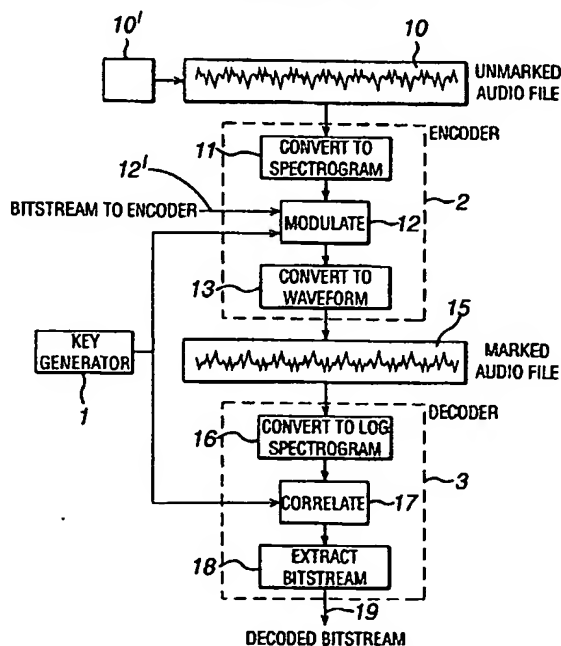 10'
10
UNMARKED
AUDIO FILE
ENCODER
11
CONVERT TO
SPECTROGRAM
12'
2
BITSTREAM TO ENCODER
MODULATE
12
13
CONVERT TO
WAVEFORM
15
KEY
GENERATOR
1
MARKED
AUDIO FILE
DECODER
16
CONVERT TO LOG
SPECTROGRAM
3
CORRELATE
17
18
EXTRACT
BITSTREAM
19
DECODED BITSTREAM